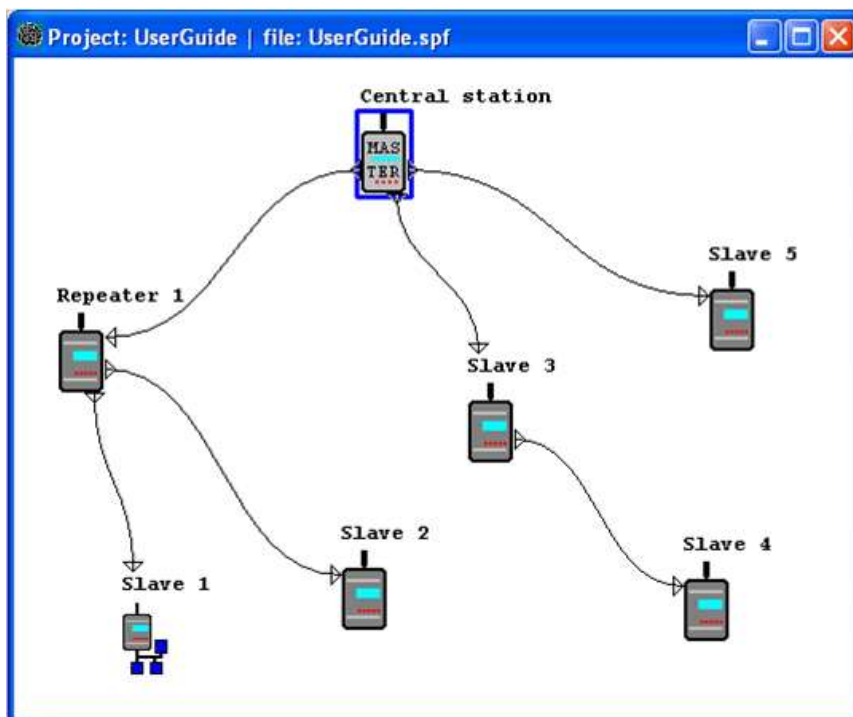 Project: UserGuide | file: UserGuide.spf
Central station
MAS
TER
Slave 5
Repeater 1
Slave 3
Slave 2
Slave 4
Slave 1